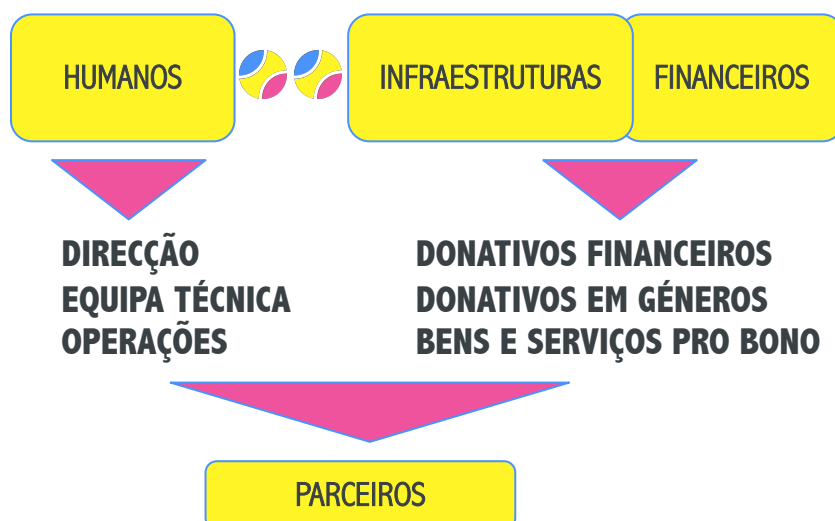 HUMANOS
INFRAESTRUTURAS
FINANCEIROS
DIRECÇÃO
EQUIPA TÉCNICA
OPERAÇÕES
DONATIVOS FINANCEIROS
DONATIVOS EM GÉNEROS
BENS E SERVIÇOS PRO BONO
PARCEIROS